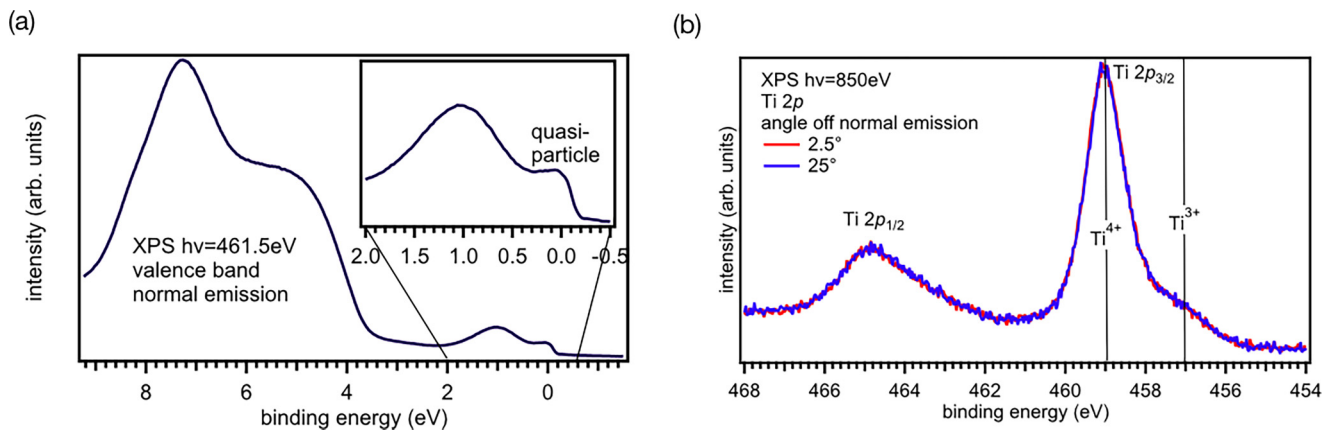 (a)
intensity (arb. units)
XPS hν=461.5eV
valence band
normal emission
quasi-
particle
2.0 1.5 1.0 0.5 0.0 -0.5
8 6 4 2 0
binding energy (eV)
(b)
intensity (arb. units)
XPS hv=850eV
Ti 2p
angle off normal emission
2.5°
25°
Ti 2p1/2
Ti 2p3/2
Ti4+
Ti3+
468 466 464 462 460 458 456 454
binding energy (eV)